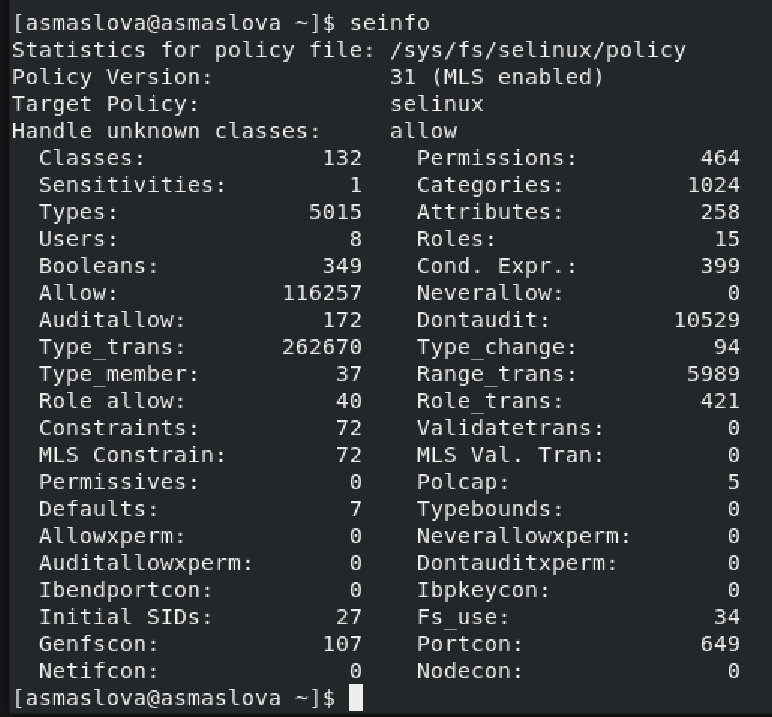 [asmaslova@asmaslova ~]$ seinfo
Statistics for policy file: /sys/fs/selinux/policy
Policy Version:             31 (MLS enabled)
Target Policy:              selinux
Handle unknown classes:     allow
  Classes:             132    Permissions:         464
  Sensitivities:         1    Categories:         1024
  Types:              5015    Attributes:          258
  Users:                 8    Roles:                15
  Booleans:            349    Cond. Expr.:         399
  Allow:            116257    Neverallow:            0
  Auditallow:          172    Dontaudit:         10529
  Type_trans:       262670    Type_change:          94
  Type_member:          37    Range_trans:        5989
  Role allow:           40    Role_trans:          421
  Constraints:          72    Validatetrans:         0
  MLS Constrain:        72    MLS Val. Tran:         0
  Permissives:           0    Polcap:                5
  Defaults:              7    Typebounds:            0
  Allowxperm:            0    Neverallowxperm:       0
  Auditallowxperm:       0    Dontauditxperm:        0
  Ibendportcon:          0    Ibpkeycon:             0
  Initial SIDs:         27    Fs_use:               34
  Genfscon:            107    Portcon:             649
  Netifcon:              0    Nodecon:               0
[asmaslova@asmaslova ~]$